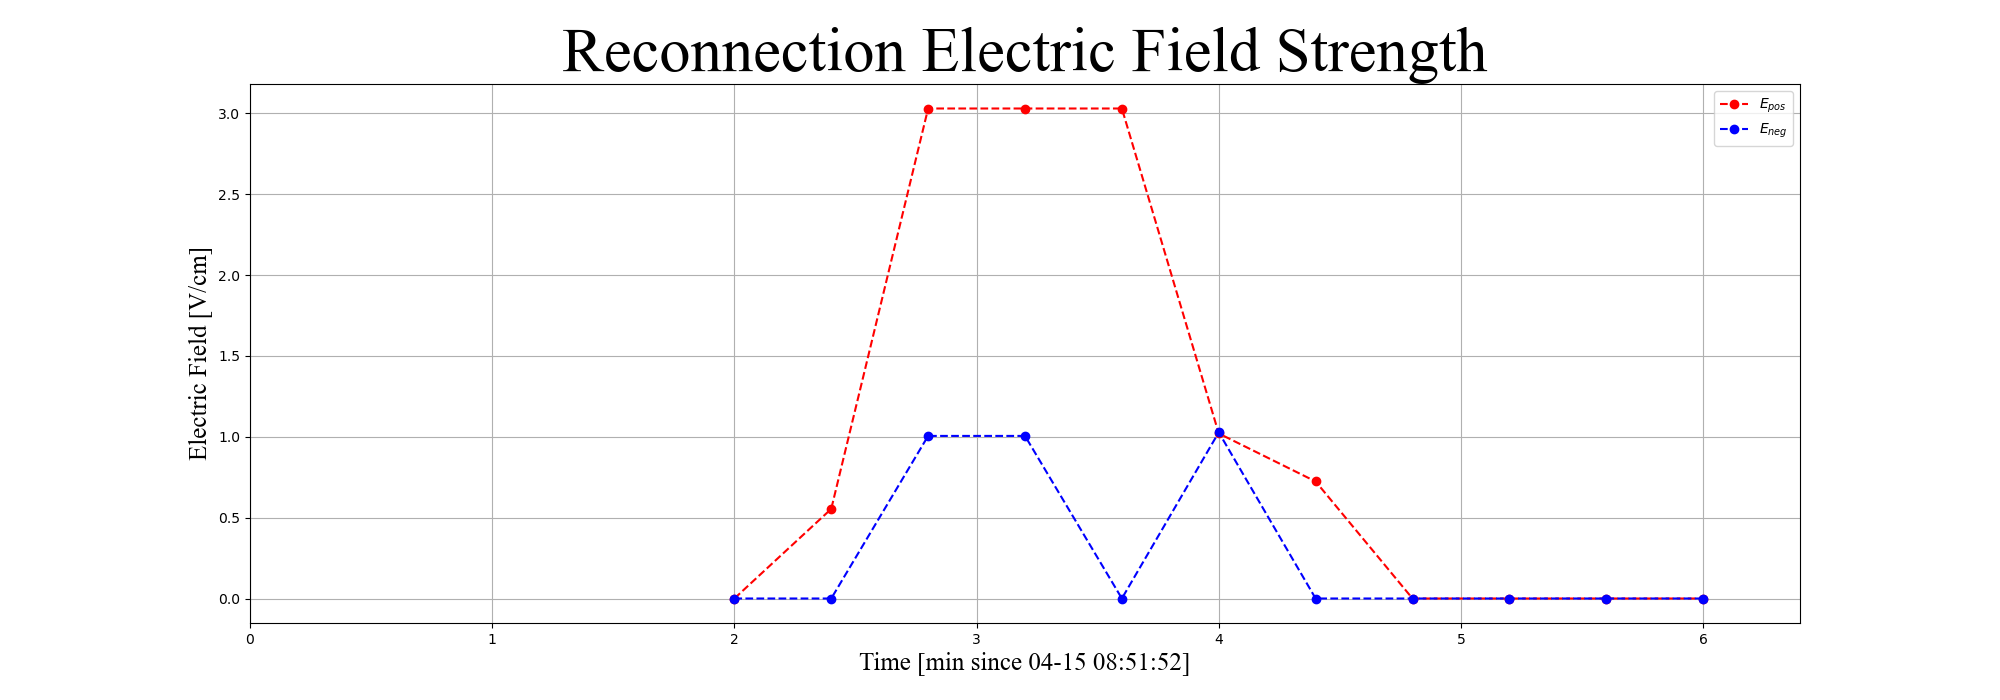 Reconnection Electric Field Strength
E_pos
E_neg
3.0
2.5
2.0
1.5
1.0
0.5
0.0
Electric Field [V/cm]
0 1 2 3 4 5 6
Time [min since 04-15 08:51:52]